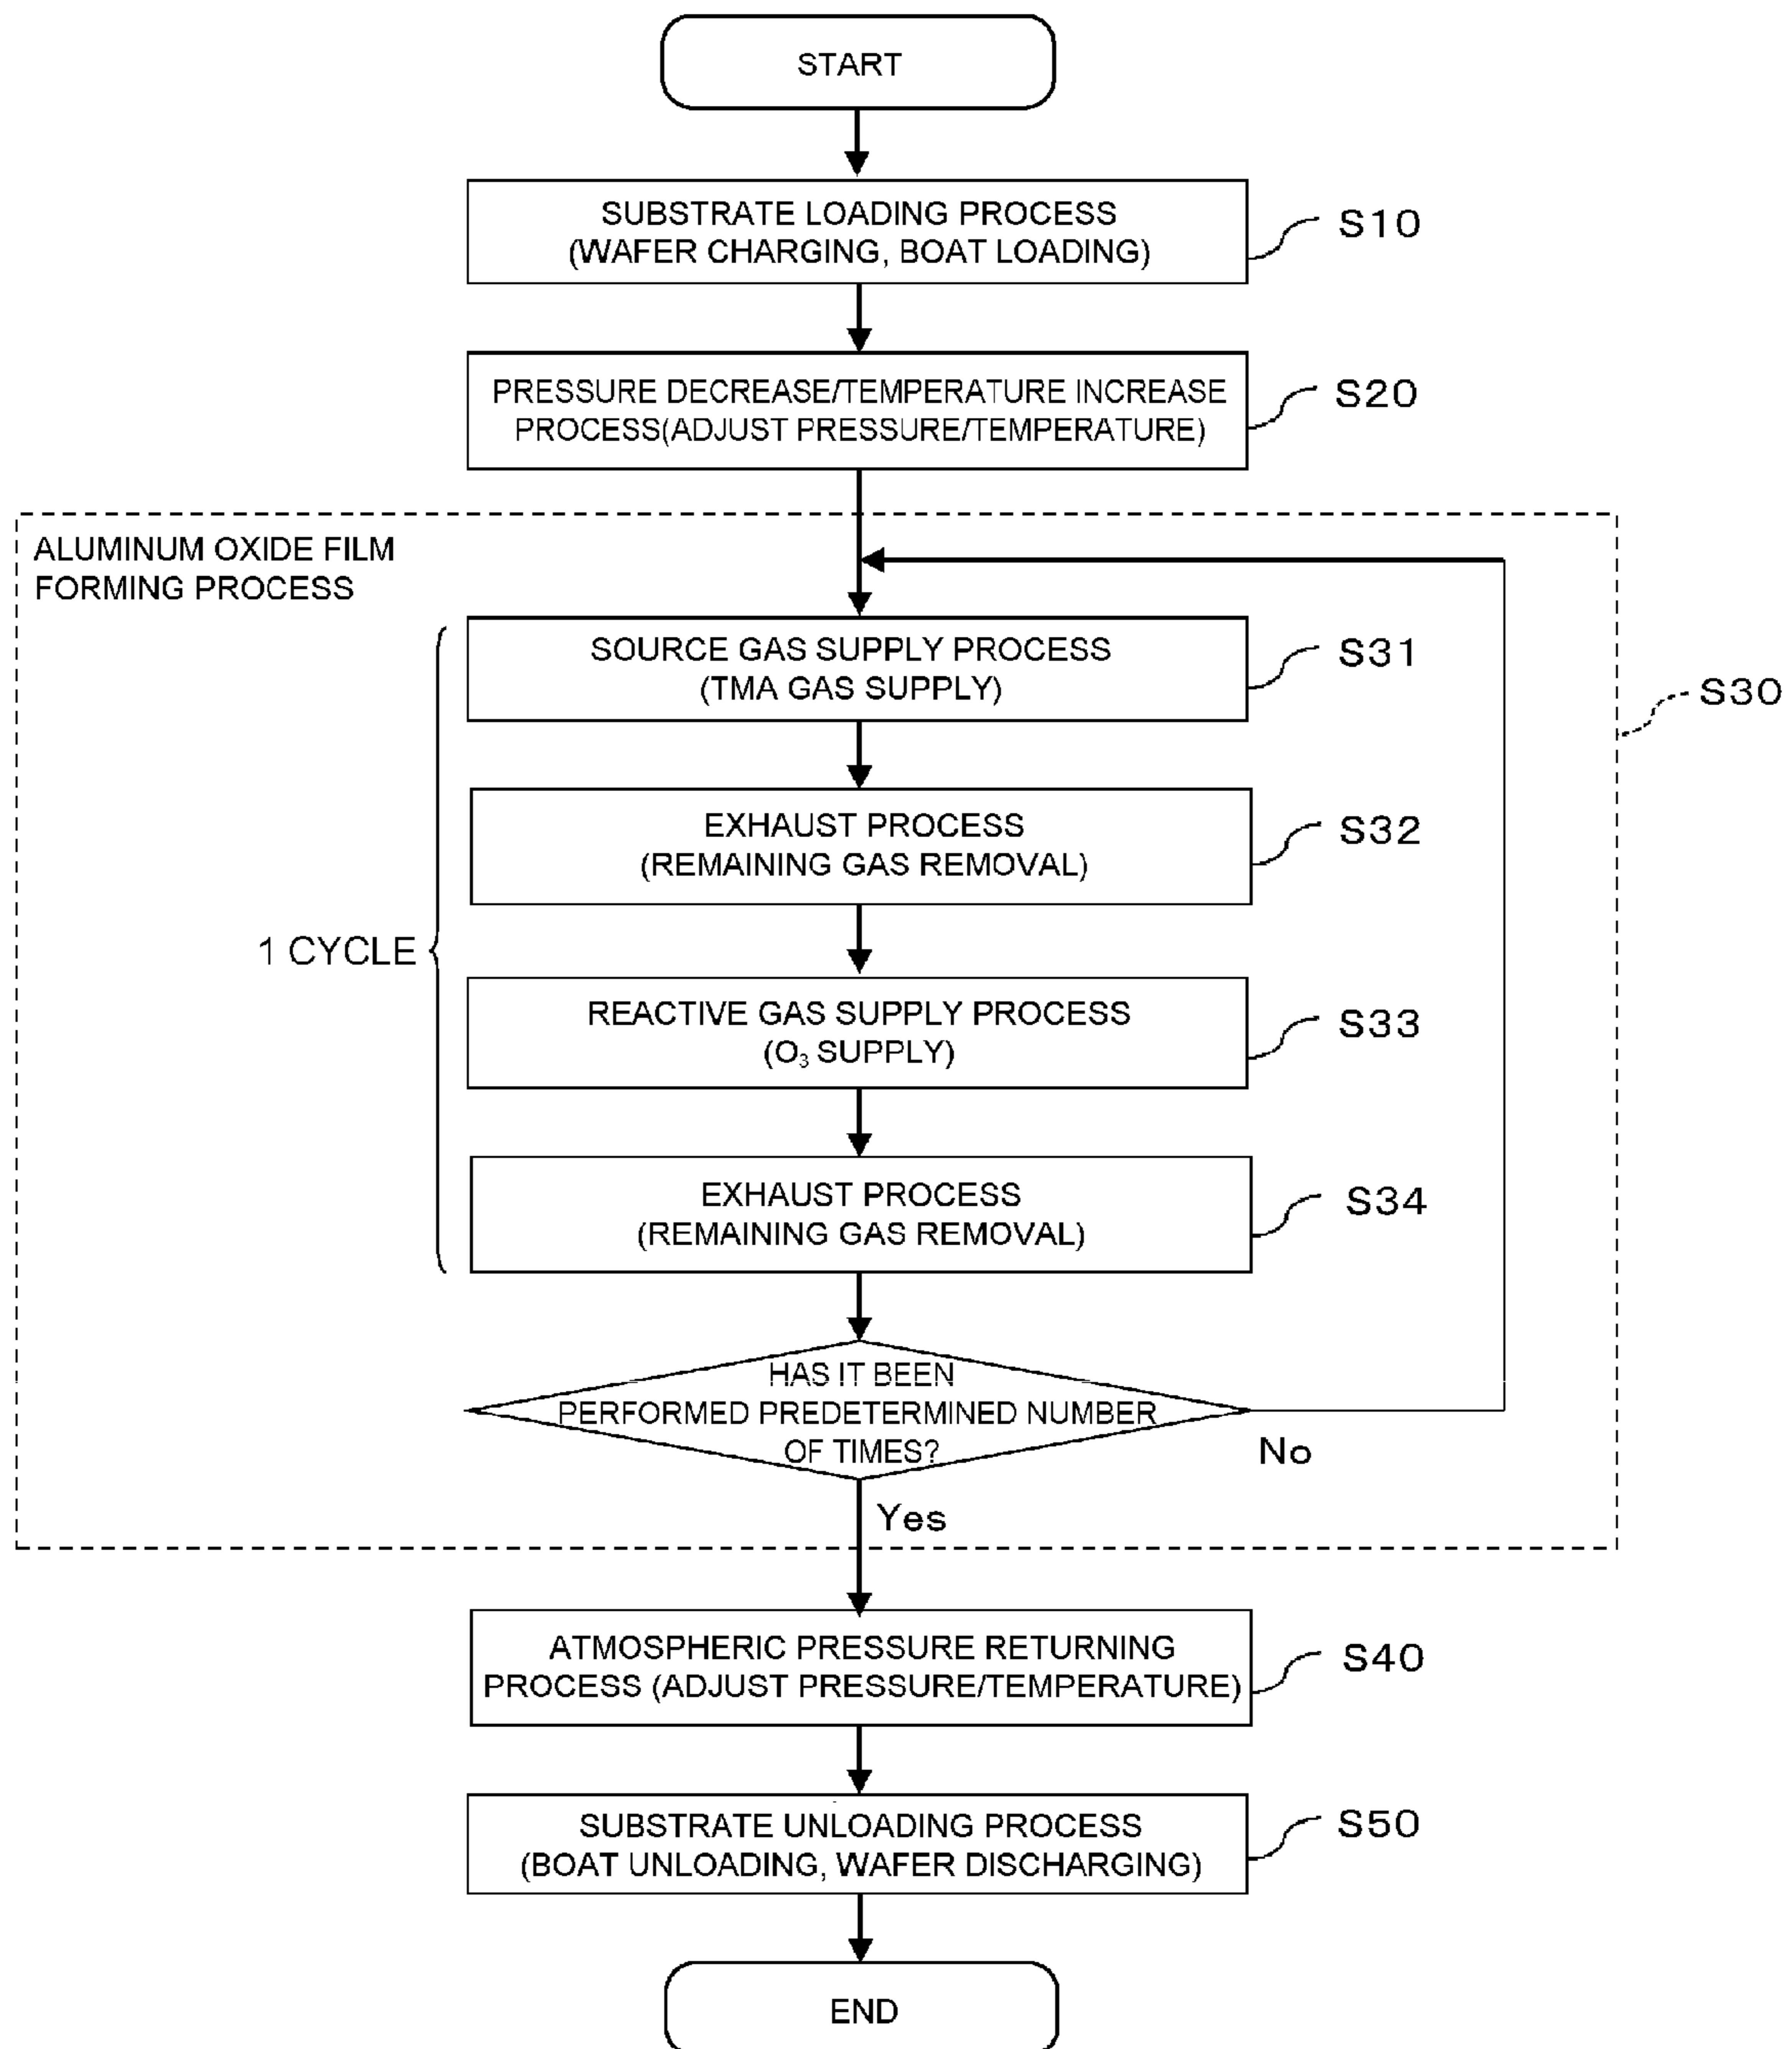 START
SUBSTRATE LOADING PROCESS
(WAFER CHARGING, BOAT LOADING)
S10
PRESSURE DECREASE/TEMPERATURE INCREASE
PROCESS(ADJUST PRESSURE/TEMPERATURE)
S20
ALUMINUM OXIDE FILM
FORMING PROCESS
S30
1 CYCLE
SOURCE GAS SUPPLY PROCESS
(TMA GAS SUPPLY)
S31
EXHAUST PROCESS
(REMAINING GAS REMOVAL)
S32
REACTIVE GAS SUPPLY PROCESS
(O₃ SUPPLY)
S33
EXHAUST PROCESS
(REMAINING GAS REMOVAL)
S34
HAS IT BEEN
PERFORMED PREDETERMINED NUMBER
OF TIMES?
No
Yes
ATMOSPHERIC PRESSURE RETURNING
PROCESS (ADJUST PRESSURE/TEMPERATURE)
S40
SUBSTRATE UNLOADING PROCESS
(BOAT UNLOADING, WAFER DISCHARGING)
S50
END